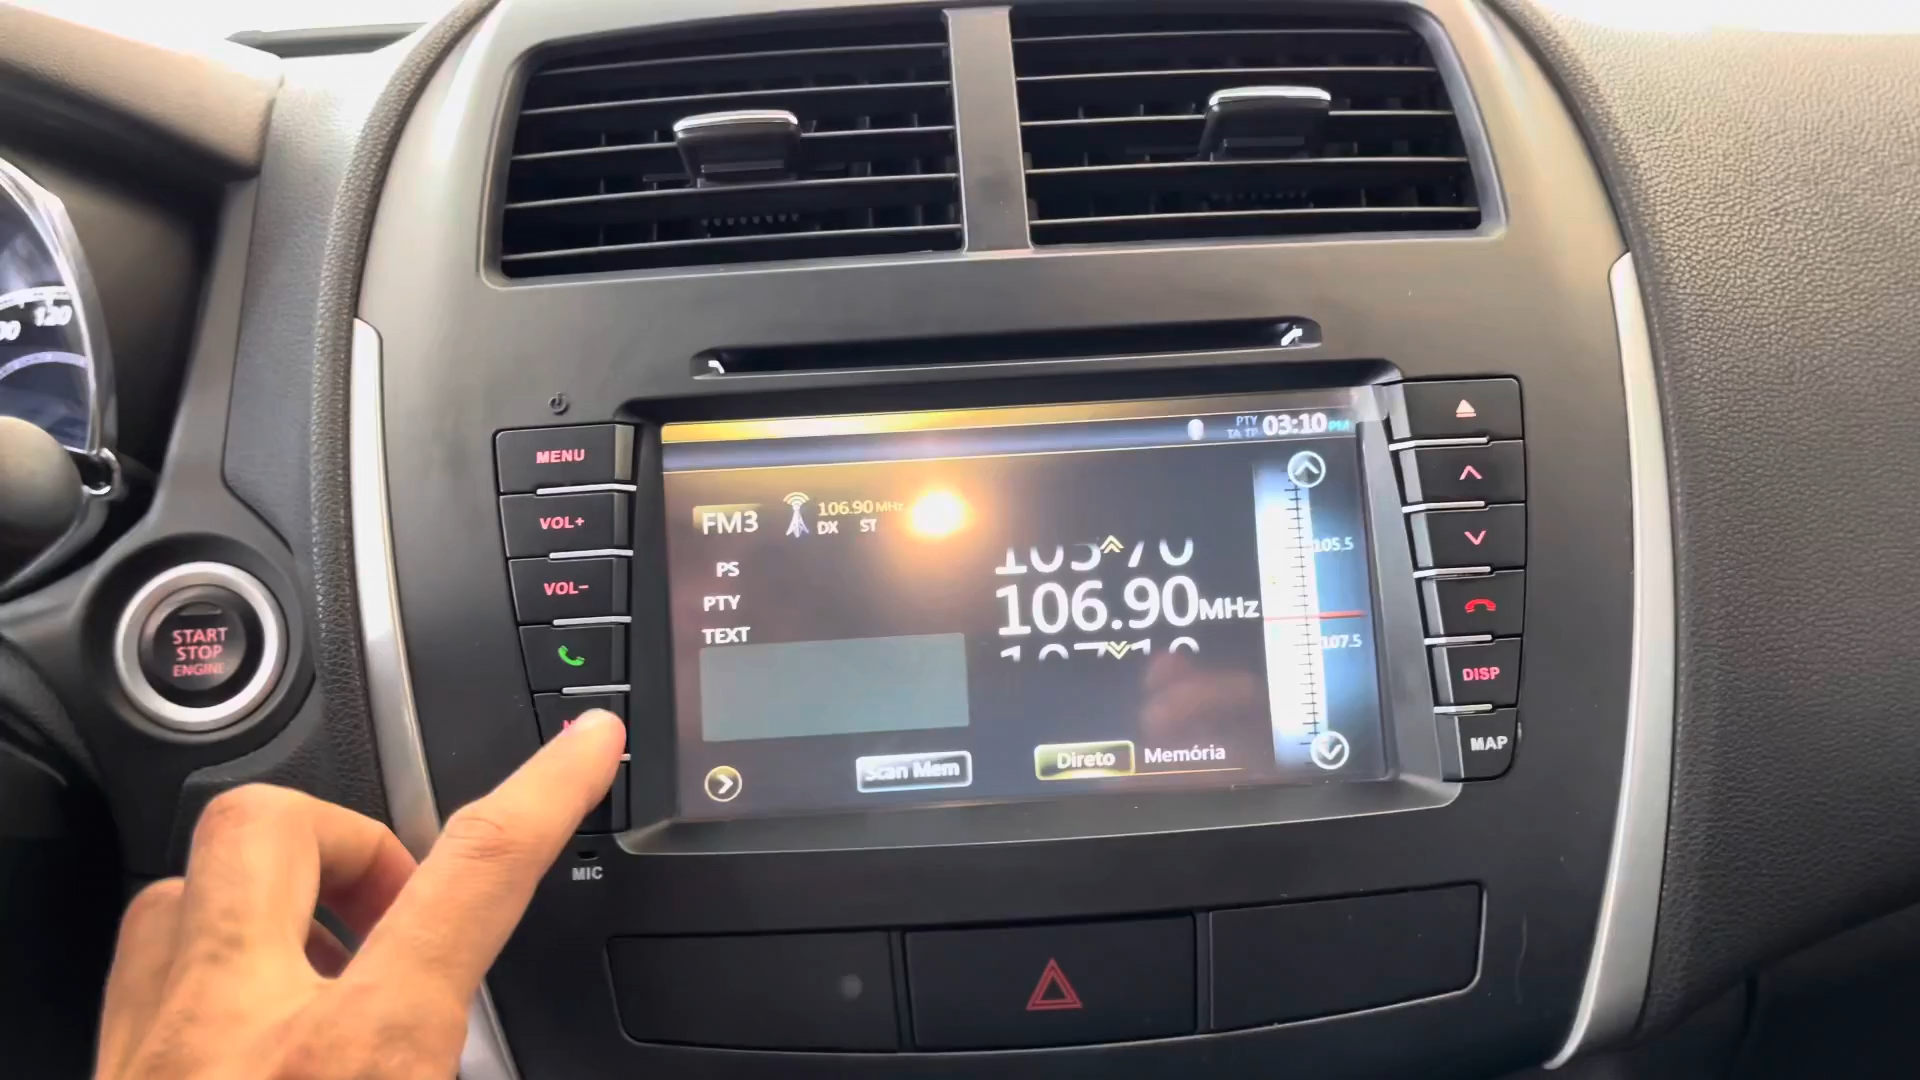 120
START
STOP
ENGINE
MENU
VOL+
VOL-
MIC
PTY
TA TP
03:10 PM
FM3
106.90 MHz
DX ST
PS
PTY
TEXT
106.90 MHz
105.5
107.5
Scan Mem
Direto
Memória
DISP
MAP